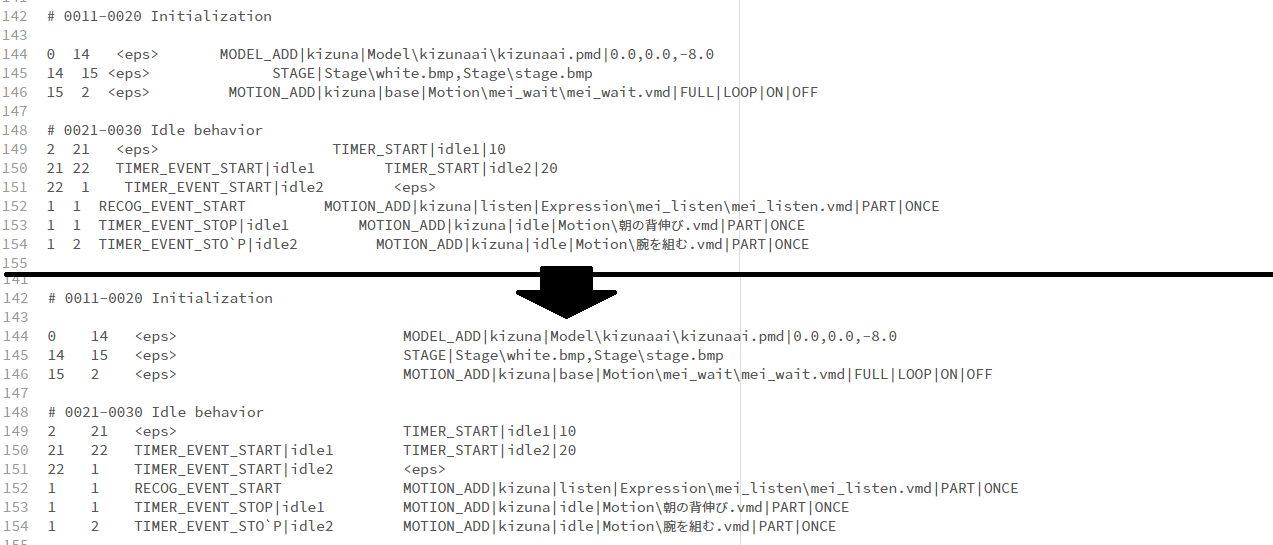 142 # 0011-0020 Initialization
143
144 0 14 <eps> MODEL_ADD|kizuna|Model\kizunaai\kizunaai.pmd|0.0,0.0,-8.0
145 14 15 <eps> STAGE|Stage\white.bmp,Stage\stage.bmp
146 15 2 <eps> MOTION_ADD|kizuna|base|Motion\mei_wait\mei_wait.vmd|FULL|LOOP|ON|OFF
147
148 # 0021-0030 Idle behavior
149 2 21 <eps> TIMER_START|idle1|10
150 21 22 TIMER_EVENT_START|idle1 TIMER_START|idle2|20
151 22 1 TIMER_EVENT_START|idle2 <eps>
152 1 1 RECOG_EVENT_START MOTION_ADD|kizuna|listen|Expression\mei_listen\mei_listen.vmd|PART|ONCE
153 1 1 TIMER_EVENT_STOP|idle1 MOTION_ADD|kizuna|idle|Motion\朝の背伸び.vmd|PART|ONCE
154 1 2 TIMER_EVENT_STO`P|idle2 MOTION_ADD|kizuna|idle|Motion\腕を組む.vmd|PART|ONCE
155
141
142 # 0011-0020 Initialization
143
144 0 14 <eps> MODEL_ADD|kizuna|Model\kizunaai\kizunaai.pmd|0.0,0.0,-8.0
145 14 15 <eps> STAGE|Stage\white.bmp,Stage\stage.bmp
146 15 2 <eps> MOTION_ADD|kizuna|base|Motion\mei_wait\mei_wait.vmd|FULL|LOOP|ON|OFF
147
148 # 0021-0030 Idle behavior
149 2 21 <eps> TIMER_START|idle1|10
150 21 22 TIMER_EVENT_START|idle1 TIMER_START|idle2|20
151 22 1 TIMER_EVENT_START|idle2 <eps>
152 1 1 RECOG_EVENT_START MOTION_ADD|kizuna|listen|Expression\mei_listen\mei_listen.vmd|PART|ONCE
153 1 1 TIMER_EVENT_STOP|idle1 MOTION_ADD|kizuna|idle|Motion\朝の背伸び.vmd|PART|ONCE
154 1 2 TIMER_EVENT_STO`P|idle2 MOTION_ADD|kizuna|idle|Motion\腕を組む.vmd|PART|ONCE